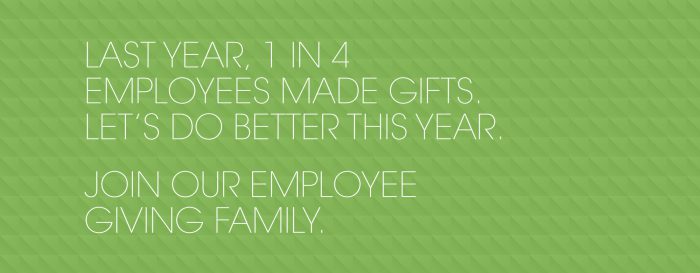 LAST YEAR, 1 IN 4
EMPLOYEES MADE GIFTS.
LET'S DO BETTER THIS YEAR.
JOIN OUR EMPLOYEE
GIVING FAMILY.